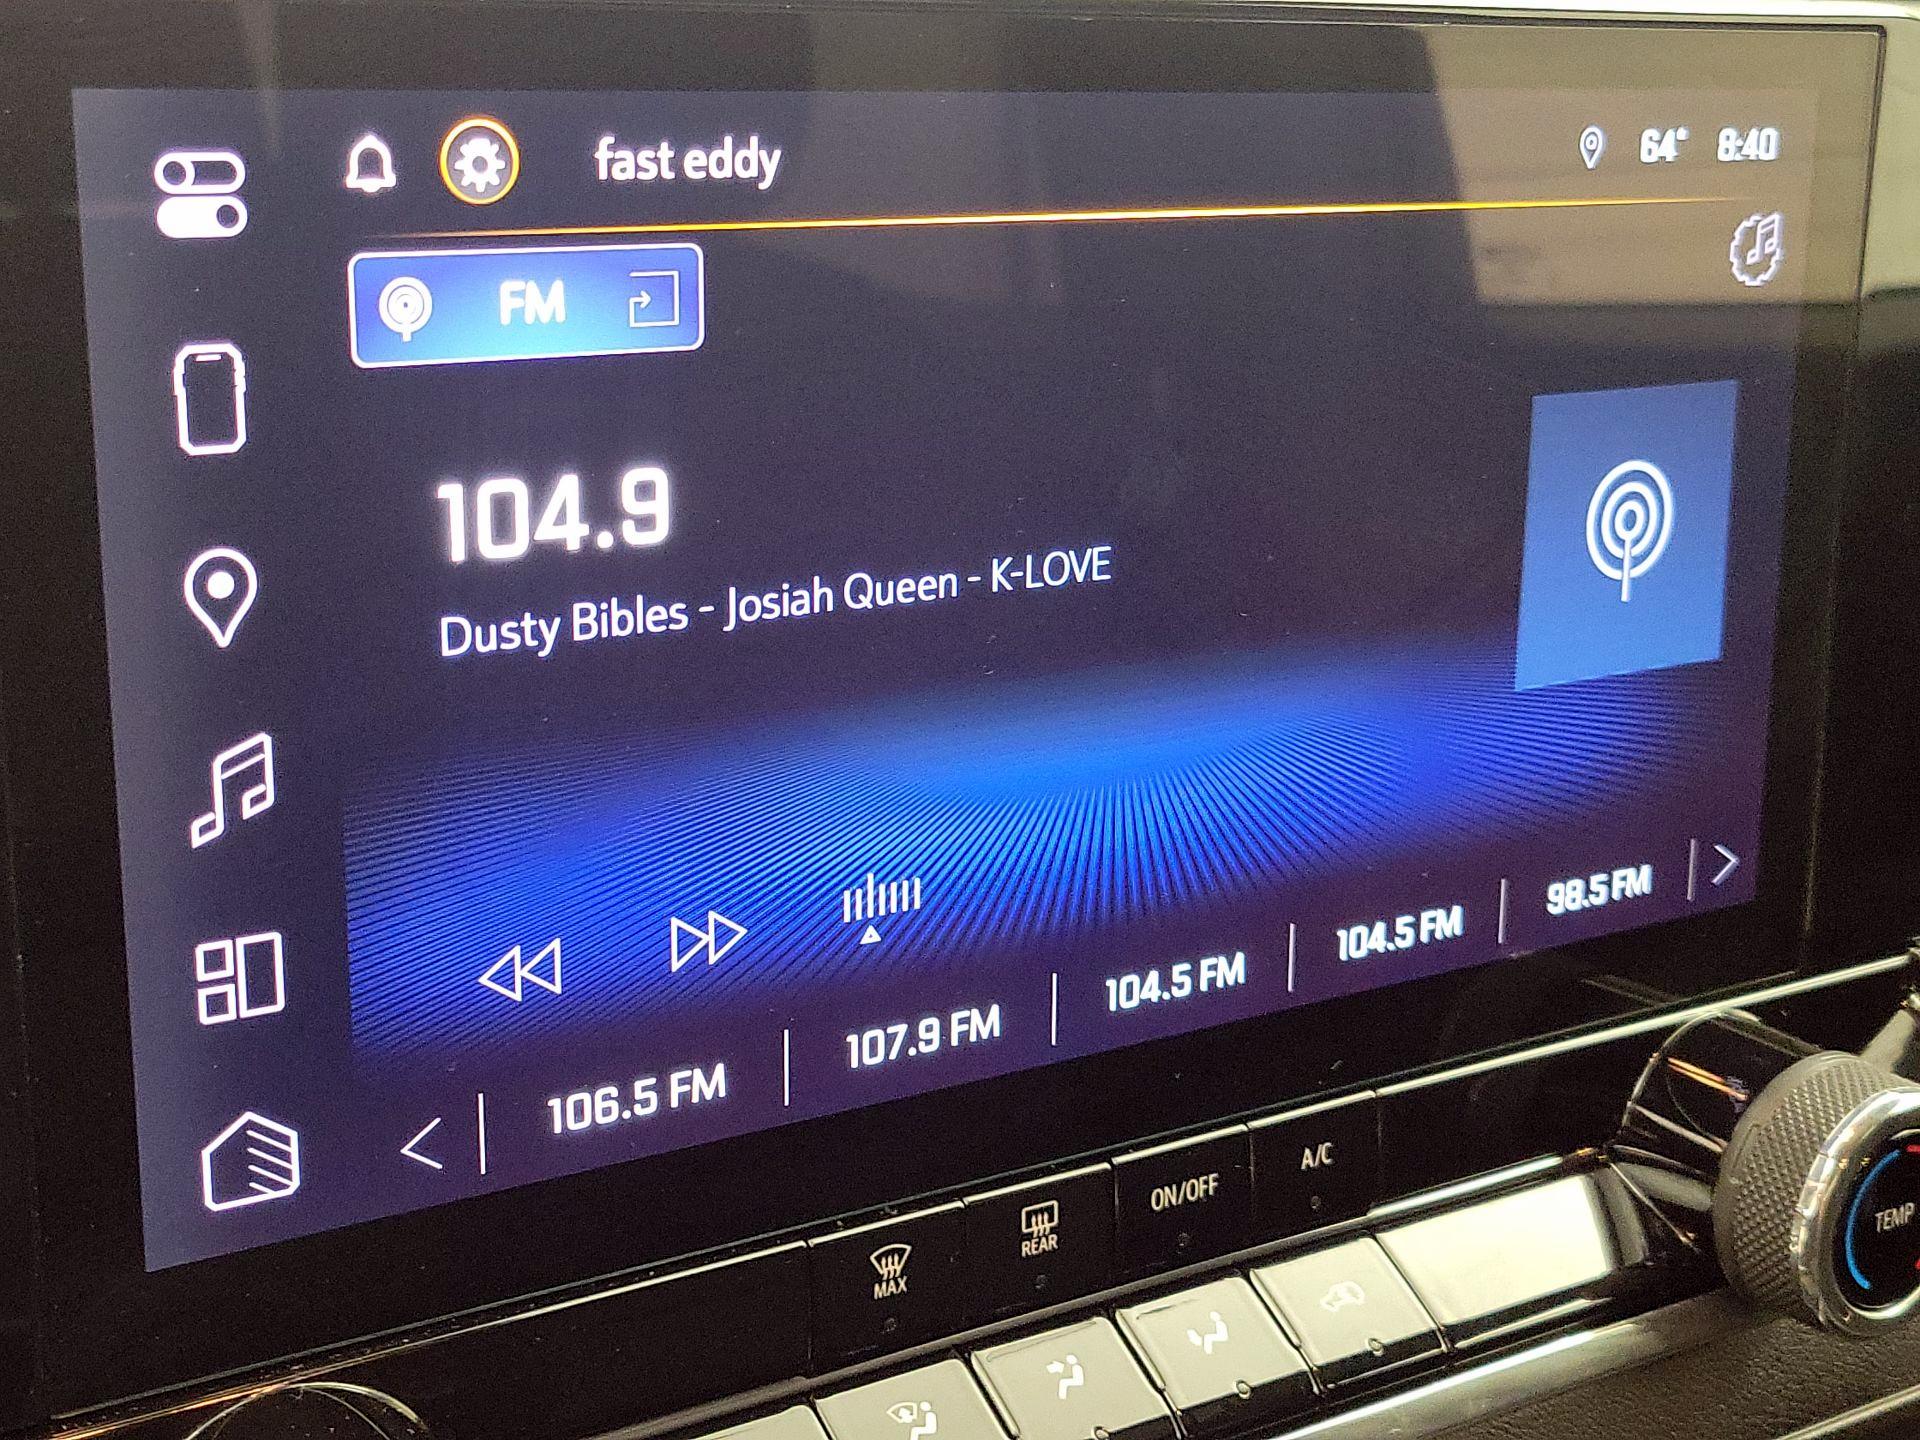 fast eddy
64° 8:40
FM
104.9
Dusty Bibles - Josiah Queen - K-LOVE
106.5 FM
107.9 FM
104.5 FM
104.5 FM
98.5 FM
MAX
REAR
ON/OFF
A/C
TEMP